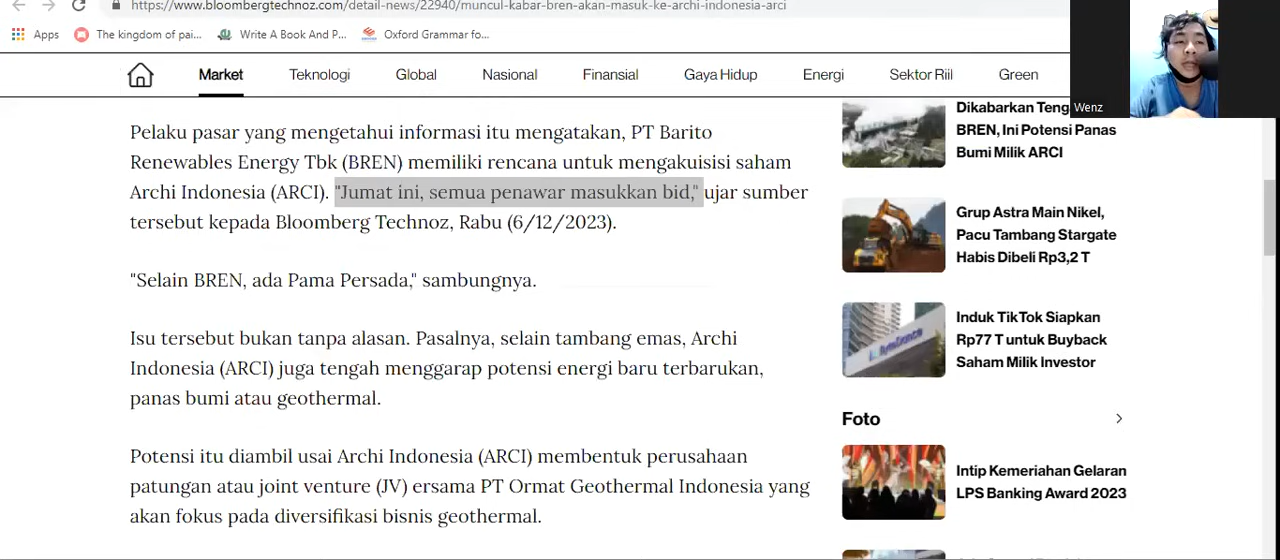 https://www.bloombergtechnoz.com/detail-news/22940/muncul-kabar-bren-akan-masuk-ke-archi-indonesia-arci
Apps
The kingdom of pai...
Write A Book And P...
Oxford Grammar fo...
Wenz
Market
Teknologi
Global
Nasional
Finansial
Gaya Hidup
Energi
Sektor Riil
Green
Pelaku pasar yang mengetahui informasi itu mengatakan, PT Barito
Renewables Energy Tbk (BREN) memiliki rencana untuk mengakuisisi saham
Archi Indonesia (ARCI). "Jumat ini, semua penawar masukkan bid," ujar sumber
tersebut kepada Bloomberg Technoz, Rabu (6/12/2023).
"Selain BREN, ada Pama Persada," sambungnya.
Isu tersebut bukan tanpa alasan. Pasalnya, selain tambang emas, Archi
Indonesia (ARCI) juga tengah menggarap potensi energi baru terbarukan,
panas bumi atau geothermal.
Potensi itu diambil usai Archi Indonesia (ARCI) membentuk perusahaan
patungan atau joint venture (JV) ersama PT Ormat Geothermal Indonesia yang
akan fokus pada diversifikasi bisnis geothermal.
Dikabarkan Teng
BREN, Ini Potensi Panas
Bumi Milik ARCI
Grup Astra Main Nikel,
Pacu Tambang Stargate
Habis Dibeli Rp3,2 T
Induk TikTok Siapkan
Rp77 T untuk Buyback
Saham Milik Investor
ByteDance
Foto
Intip Kemeriahan Gelaran
LPS Banking Award 2023